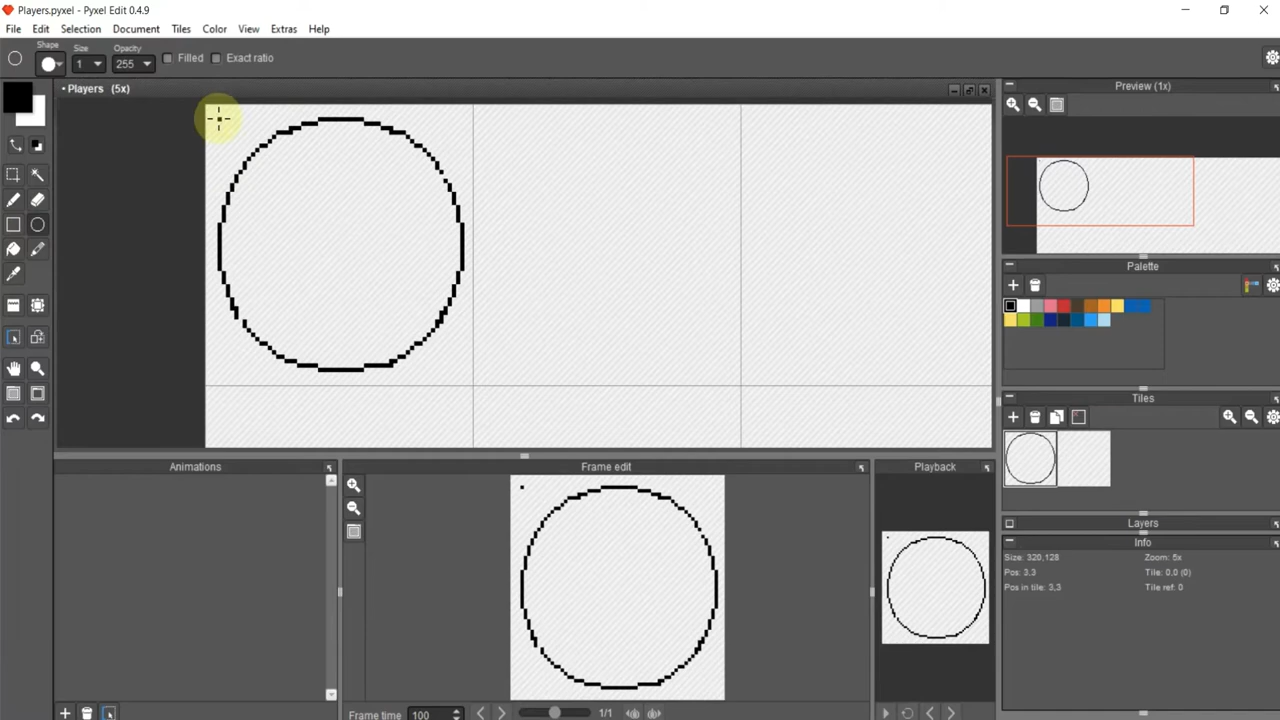 Players.pyxel - Pyxel Edit 0.4.9
File Edit Selection Document Tiles Color View Extras Help
Shape Size Opacity
1 255 Filled Exact ratio
• Players (5x)
Preview (1x)
Palette
Tiles
Layers
Info
Size: 320,128 Zoom: 5x
Pos: 3,3 Tile: 0,0 (0)
Pos in tile: 3,3 Tile ref: 0
Animations
Frame edit
Playback
Frame time 100 1/1